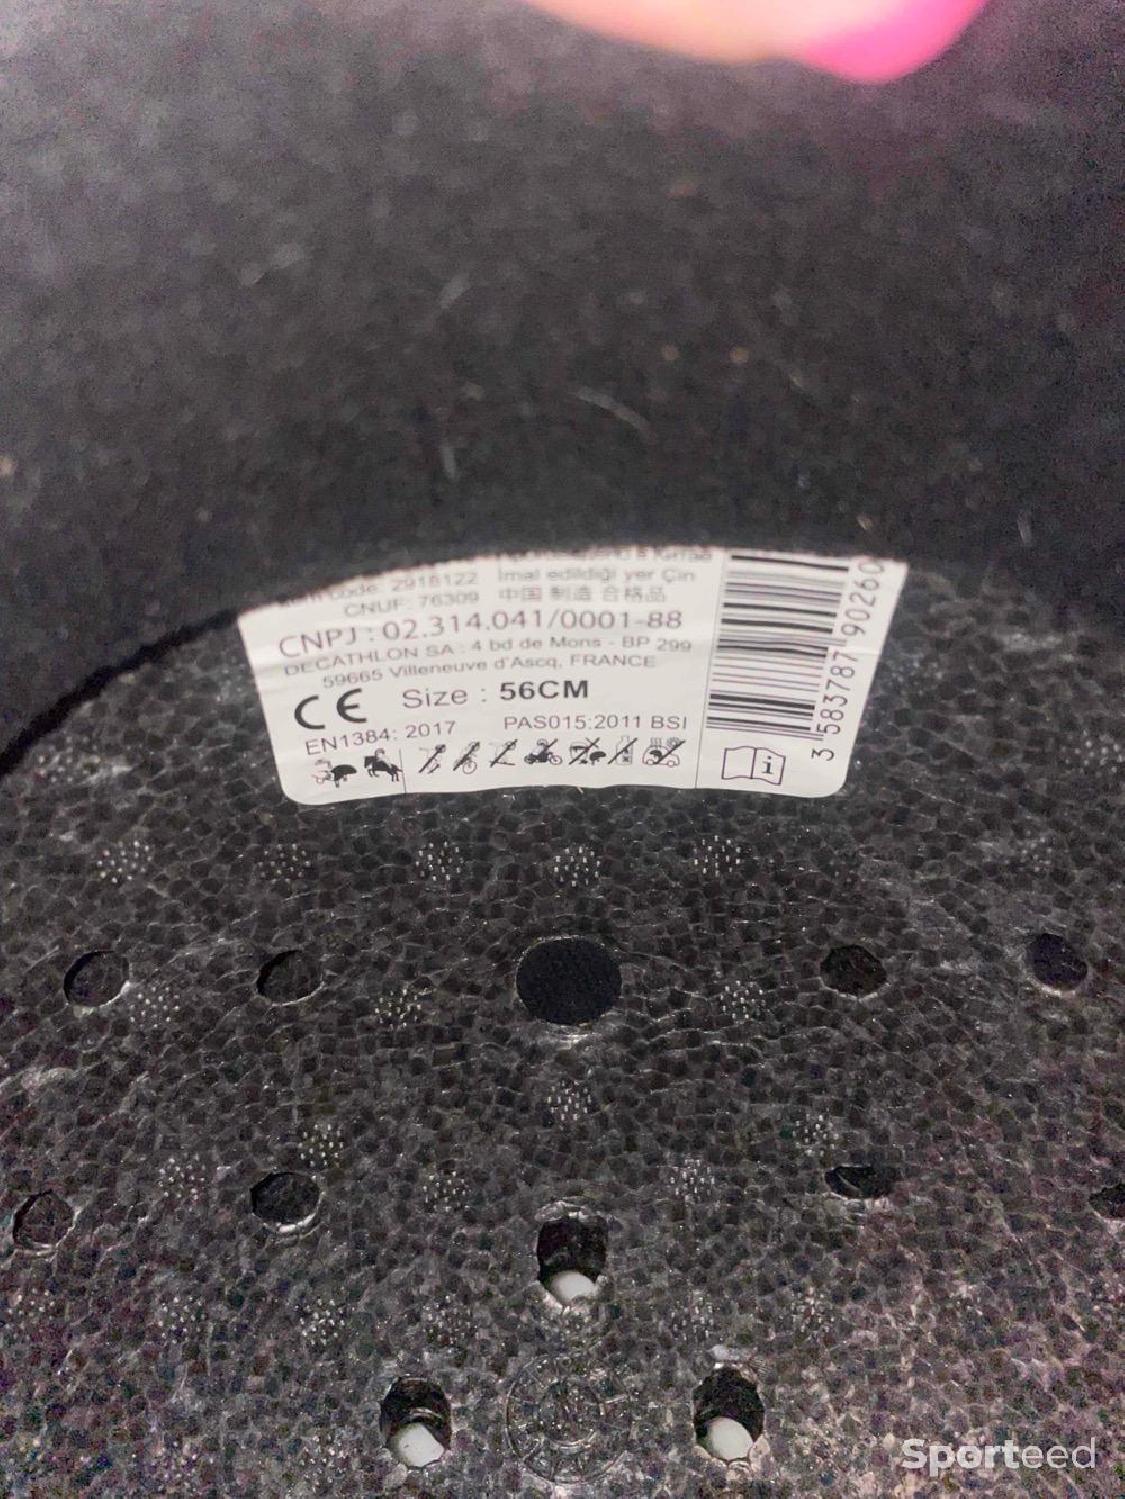 code: 2918122
CNUF: 76309
İmal edildiği yer Çin
中国 制造 合格品
CNPJ : 02.314.041/0001-88
DECATHLON SA : 4 bd de Mons - BP 299
59665 Villeneuve d'Ascq, FRANCE
CE Size : 56CM
EN1384: 2017 PAS015:2011 BSI
i
3 583787 90260
Sporteed